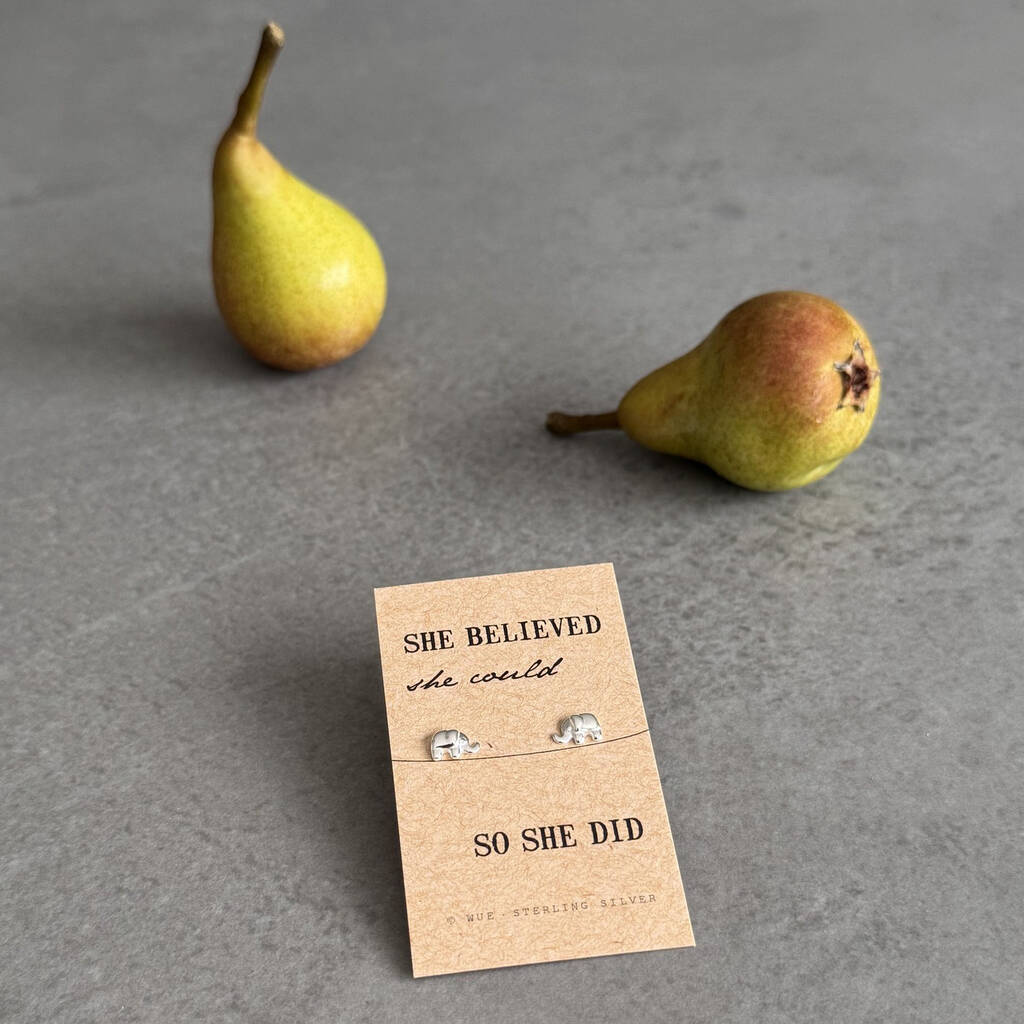 SHE BELIEVED
she could
SO SHE DID
© WUE · STERLING SILVER